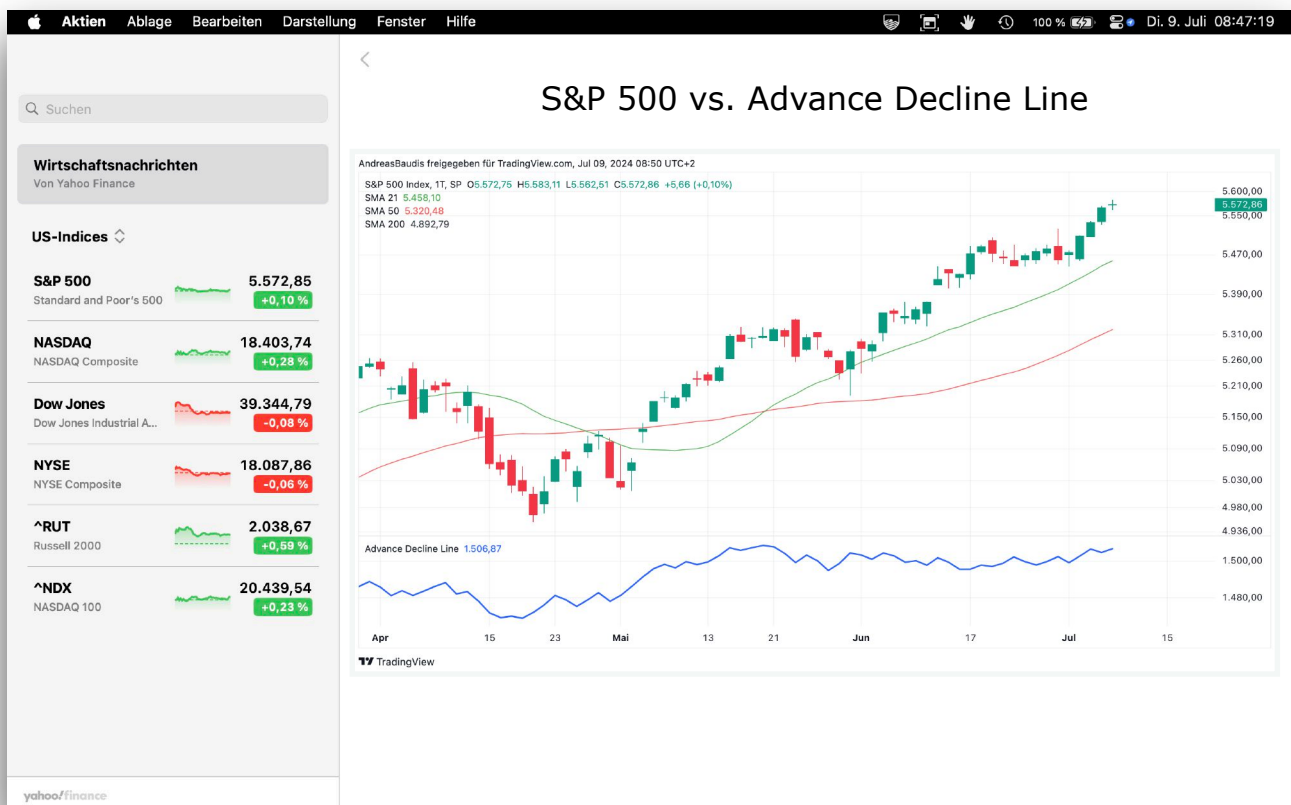 Aktien Ablage Bearbeiten Darstellung Fenster Hilfe 100 % Di. 9. Juli 08:47:19
Suchen
Wirtschaftsnachrichten
Von Yahoo Finance
US-Indices
S&P 500 5.572,85
Standard and Poor's 500 +0,10 %
NASDAQ 18.403,74
NASDAQ Composite +0,28 %
Dow Jones 39.344,79
Dow Jones Industrial A... -0,08 %
NYSE 18.087,86
NYSE Composite -0,06 %
^RUT 2.038,67
Russell 2000 +0,59 %
^NDX 20.439,54
NASDAQ 100 +0,23 %
yahoo!finance
S&P 500 vs. Advance Decline Line
AndreasBaudis freigegeben für TradingView.com, Jul 09, 2024 08:50 UTC+2
S&P 500 Index, 1T, SP O5.572,75 H5.583,11 L5.562,51 C5.572,86 +5,66 (+0,10%)
SMA 21 5.458,10
SMA 50 5.320,48
SMA 200 4.892,79
5.600,00
5.572,86
5.550,00
5.470,00
5.390,00
5.310,00
5.260,00
5.210,00
5.150,00
5.090,00
5.030,00
4.980,00
4.936,00
Advance Decline Line 1.506,87
1.500,00
1.480,00
Apr 15 23 Mai 13 21 Jun 17 Jul 15
TradingView